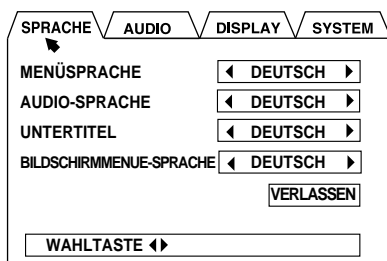 SPRACHE AUDIO DISPLAY SYSTEM
MENÜSPRACHE ◀ DEUTSCH ▶
AUDIO-SPRACHE ◀ DEUTSCH ▶
UNTERTITEL ◀ DEUTSCH ▶
BILDSCHIRMMENUE-SPRACHE ◀ DEUTSCH ▶
VERLASSEN
WAHLTASTE ◀▶